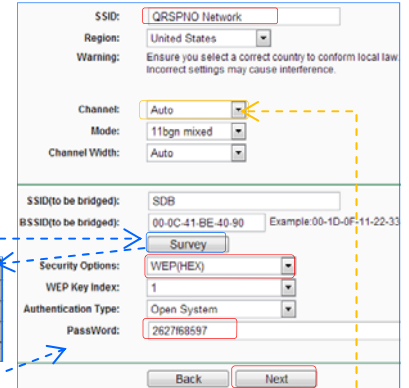 SSID: QRSPNO Network
Region: United States
Warning: Ensure you select a correct country to conform local law.
Incorrect settings may cause interference.
Channel: Auto
Mode: 11bgn mixed
Channel Width: Auto
SSID(to be bridged): SDB
BSSID(to be bridged): 00-0C-41-BE-40-90 Example:00-1D-0F-11-22-33
Survey
Security Options: WEP(HEX)
WEP Key Index: 1
Authentication Type: Open System
PassWord: 2627f68597
Back Next